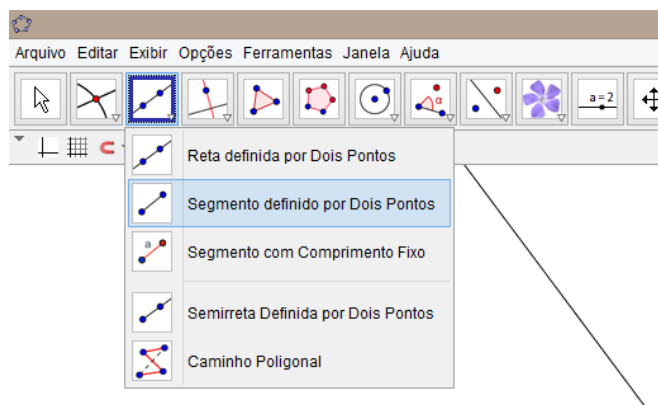 Arquivo Editar Exibir Opções Ferramentas Janela Ajuda
α
a=2
Reta definida por Dois Pontos
Segmento definido por Dois Pontos
a
Segmento com Comprimento Fixo
Semirreta Definida por Dois Pontos
Caminho Poligonal